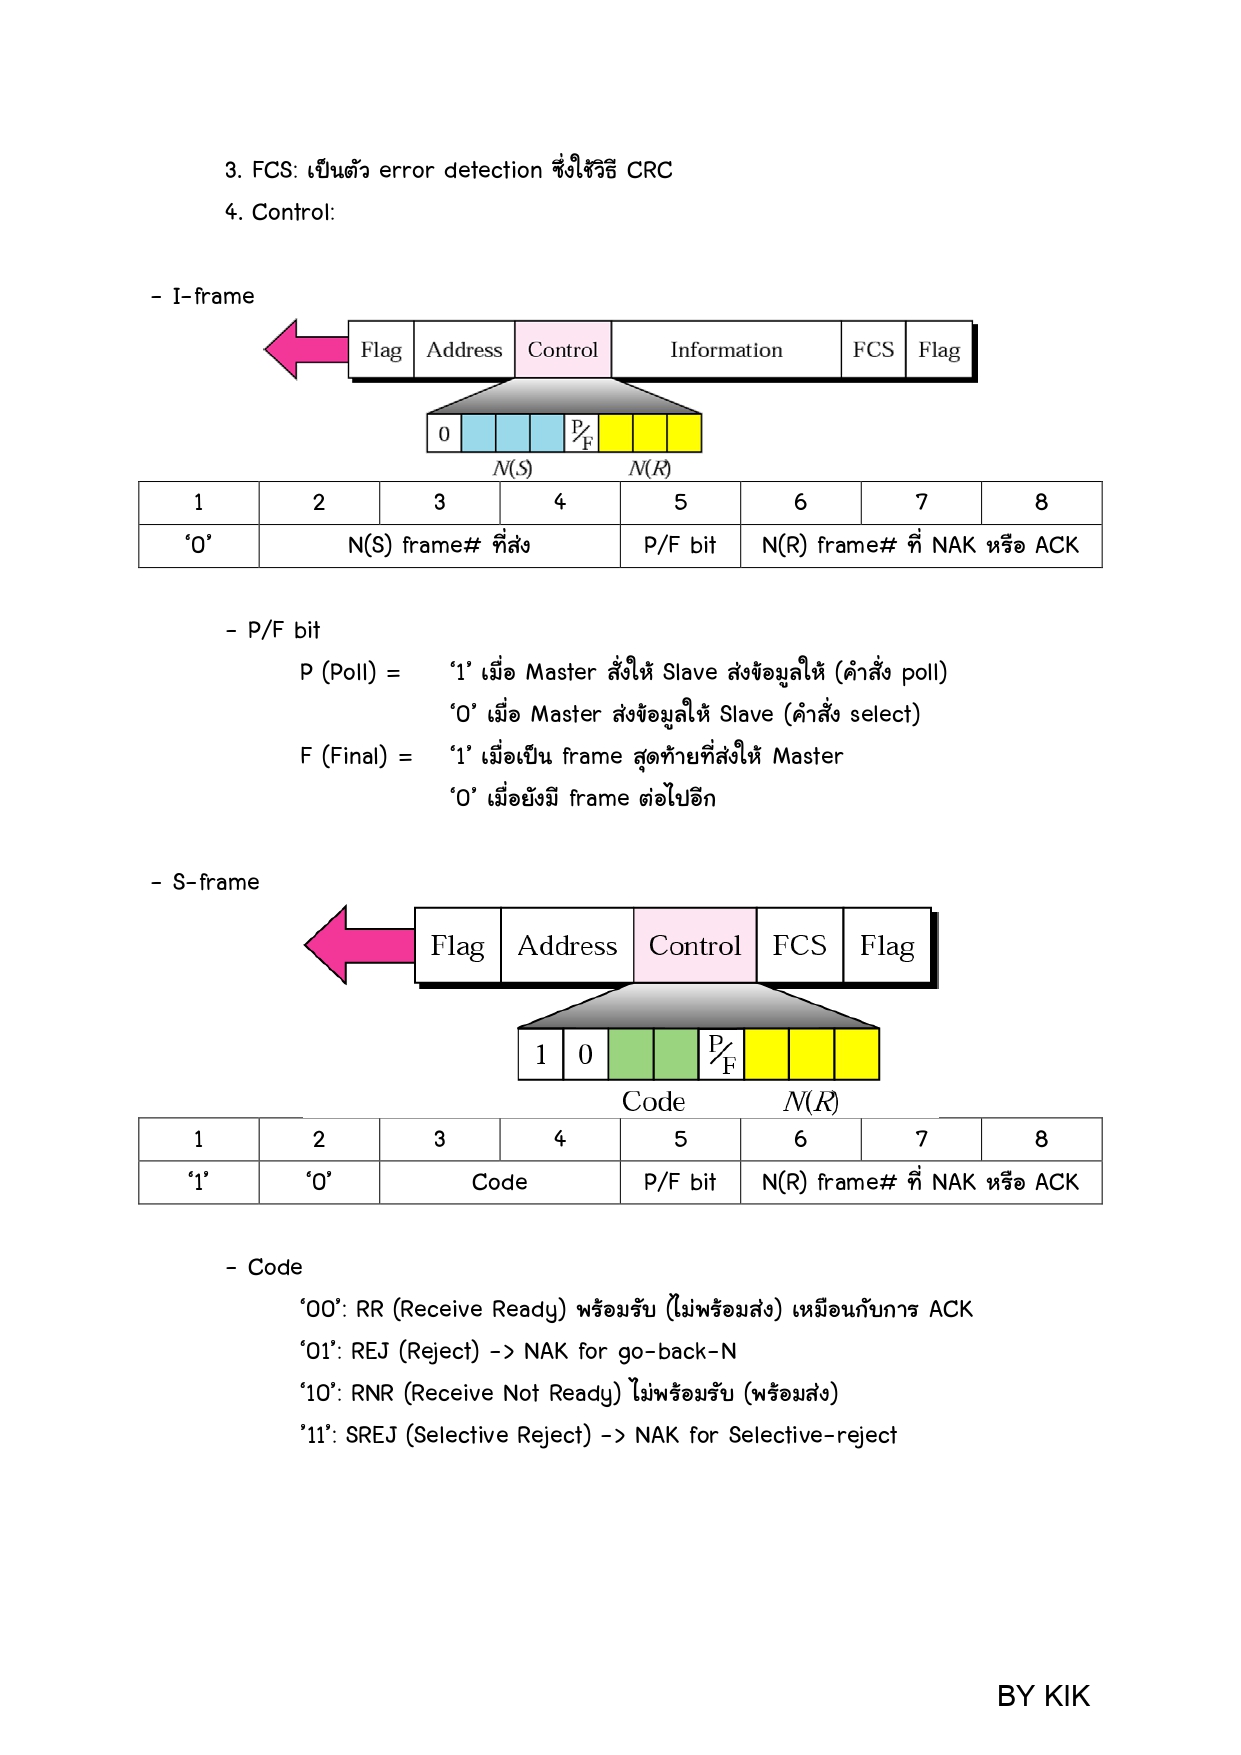 3. FCS: เป็นตัว error detection ซึ่งใช้วิธี CRC
4. Control:
- I-frame
Flag Address Control Information FCS Flag
0 P/F
N(S) N(R)
1 2 3 4 5 6 7 8
‘0’ N(S) frame# ที่ส่ง P/F bit N(R) frame# ที่ NAK หรือ ACK
- P/F bit
P (Poll) = ‘1’ เมื่อ Master สั่งให้ Slave ส่งข้อมูลให้ (คำสั่ง poll)
‘0’ เมื่อ Master ส่งข้อมูลให้ Slave (คำสั่ง select)
F (Final) = ‘1’ เมื่อเป็น frame สุดท้ายที่ส่งให้ Master
‘0’ เมื่อยังมี frame ต่อไปอีก
- S-frame
Flag Address Control FCS Flag
1 0 P/F
Code N(R)
1 2 3 4 5 6 7 8
‘1’ ‘0’ Code P/F bit N(R) frame# ที่ NAK หรือ ACK
- Code
‘00’: RR (Receive Ready) พร้อมรับ (ไม่พร้อมส่ง) เหมือนกับการ ACK
‘01’: REJ (Reject) -> NAK for go-back-N
‘10’: RNR (Receive Not Ready) ไม่พร้อมรับ (พร้อมส่ง)
’11’: SREJ (Selective Reject) -> NAK for Selective-reject
BY KIK